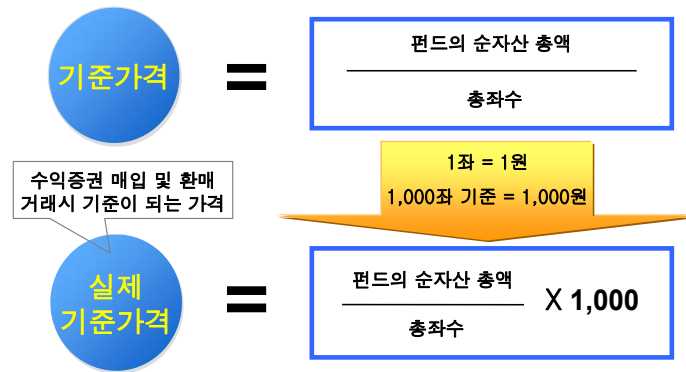 기준가격
=
펀드의 순자산 총액
총좌수
1좌 = 1원
1,000좌 기준 = 1,000원
수익증권 매입 및 환매
거래시 기준이 되는 가격
실제
기준가격
=
펀드의 순자산 총액
총좌수
X 1,000